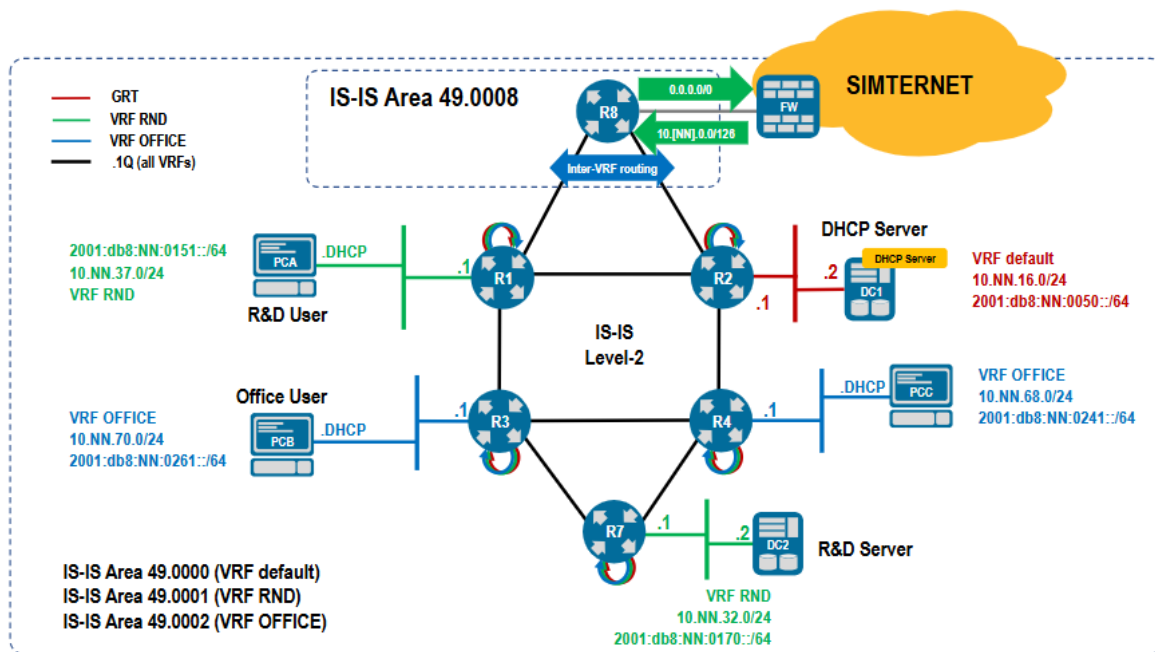 GRT
VRF RND
VRF OFFICE
.1Q (all VRFs)
IS-IS Area 49.0008
R8
0.0.0.0/0
10.[NN].0.0/126
FW
SIMTERNET
Inter-VRF routing
2001:db8:NN:0151::/64
10.NN.37.0/24
VRF RND
PCA
.DHCP
R&D User
.1
R1
R2
.1
.2
DHCP Server
DHCP Server
DC1
VRF default
10.NN.16.0/24
2001:db8:NN:0050::/64
IS-IS
Level-2
Office User
VRF OFFICE
10.NN.70.0/24
2001:db8:NN:0261::/64
PCB
.DHCP
.1
R3
R4
.1
.DHCP
PCC
VRF OFFICE
10.NN.68.0/24
2001:db8:NN:0241::/64
R7
.1
.2
DC2
R&D Server
VRF RND
10.NN.32.0/24
2001:db8:NN:0170::/64
IS-IS Area 49.0000 (VRF default)
IS-IS Area 49.0001 (VRF RND)
IS-IS Area 49.0002 (VRF OFFICE)